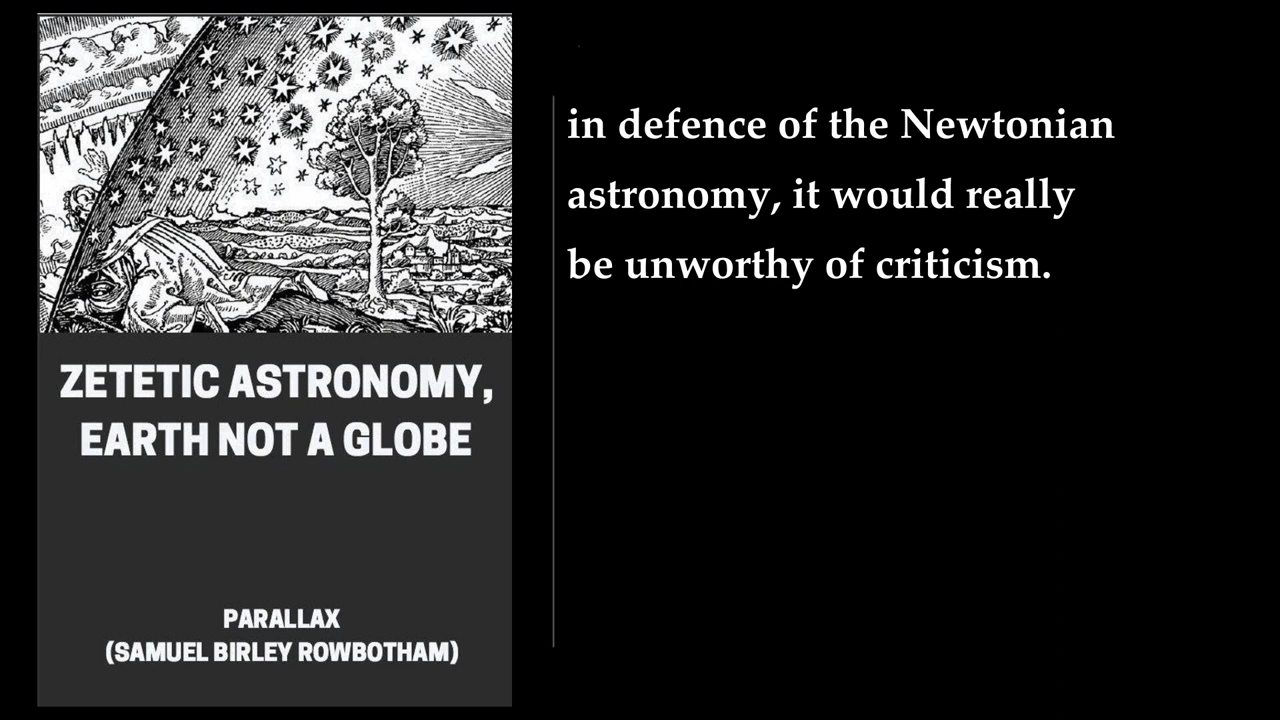 ZETETIC ASTRONOMY,
EARTH NOT A GLOBE
PARALLAX
(SAMUEL BIRLEY ROWBOTHAM)
in defence of the Newtonian
astronomy, it would really
be unworthy of criticism.